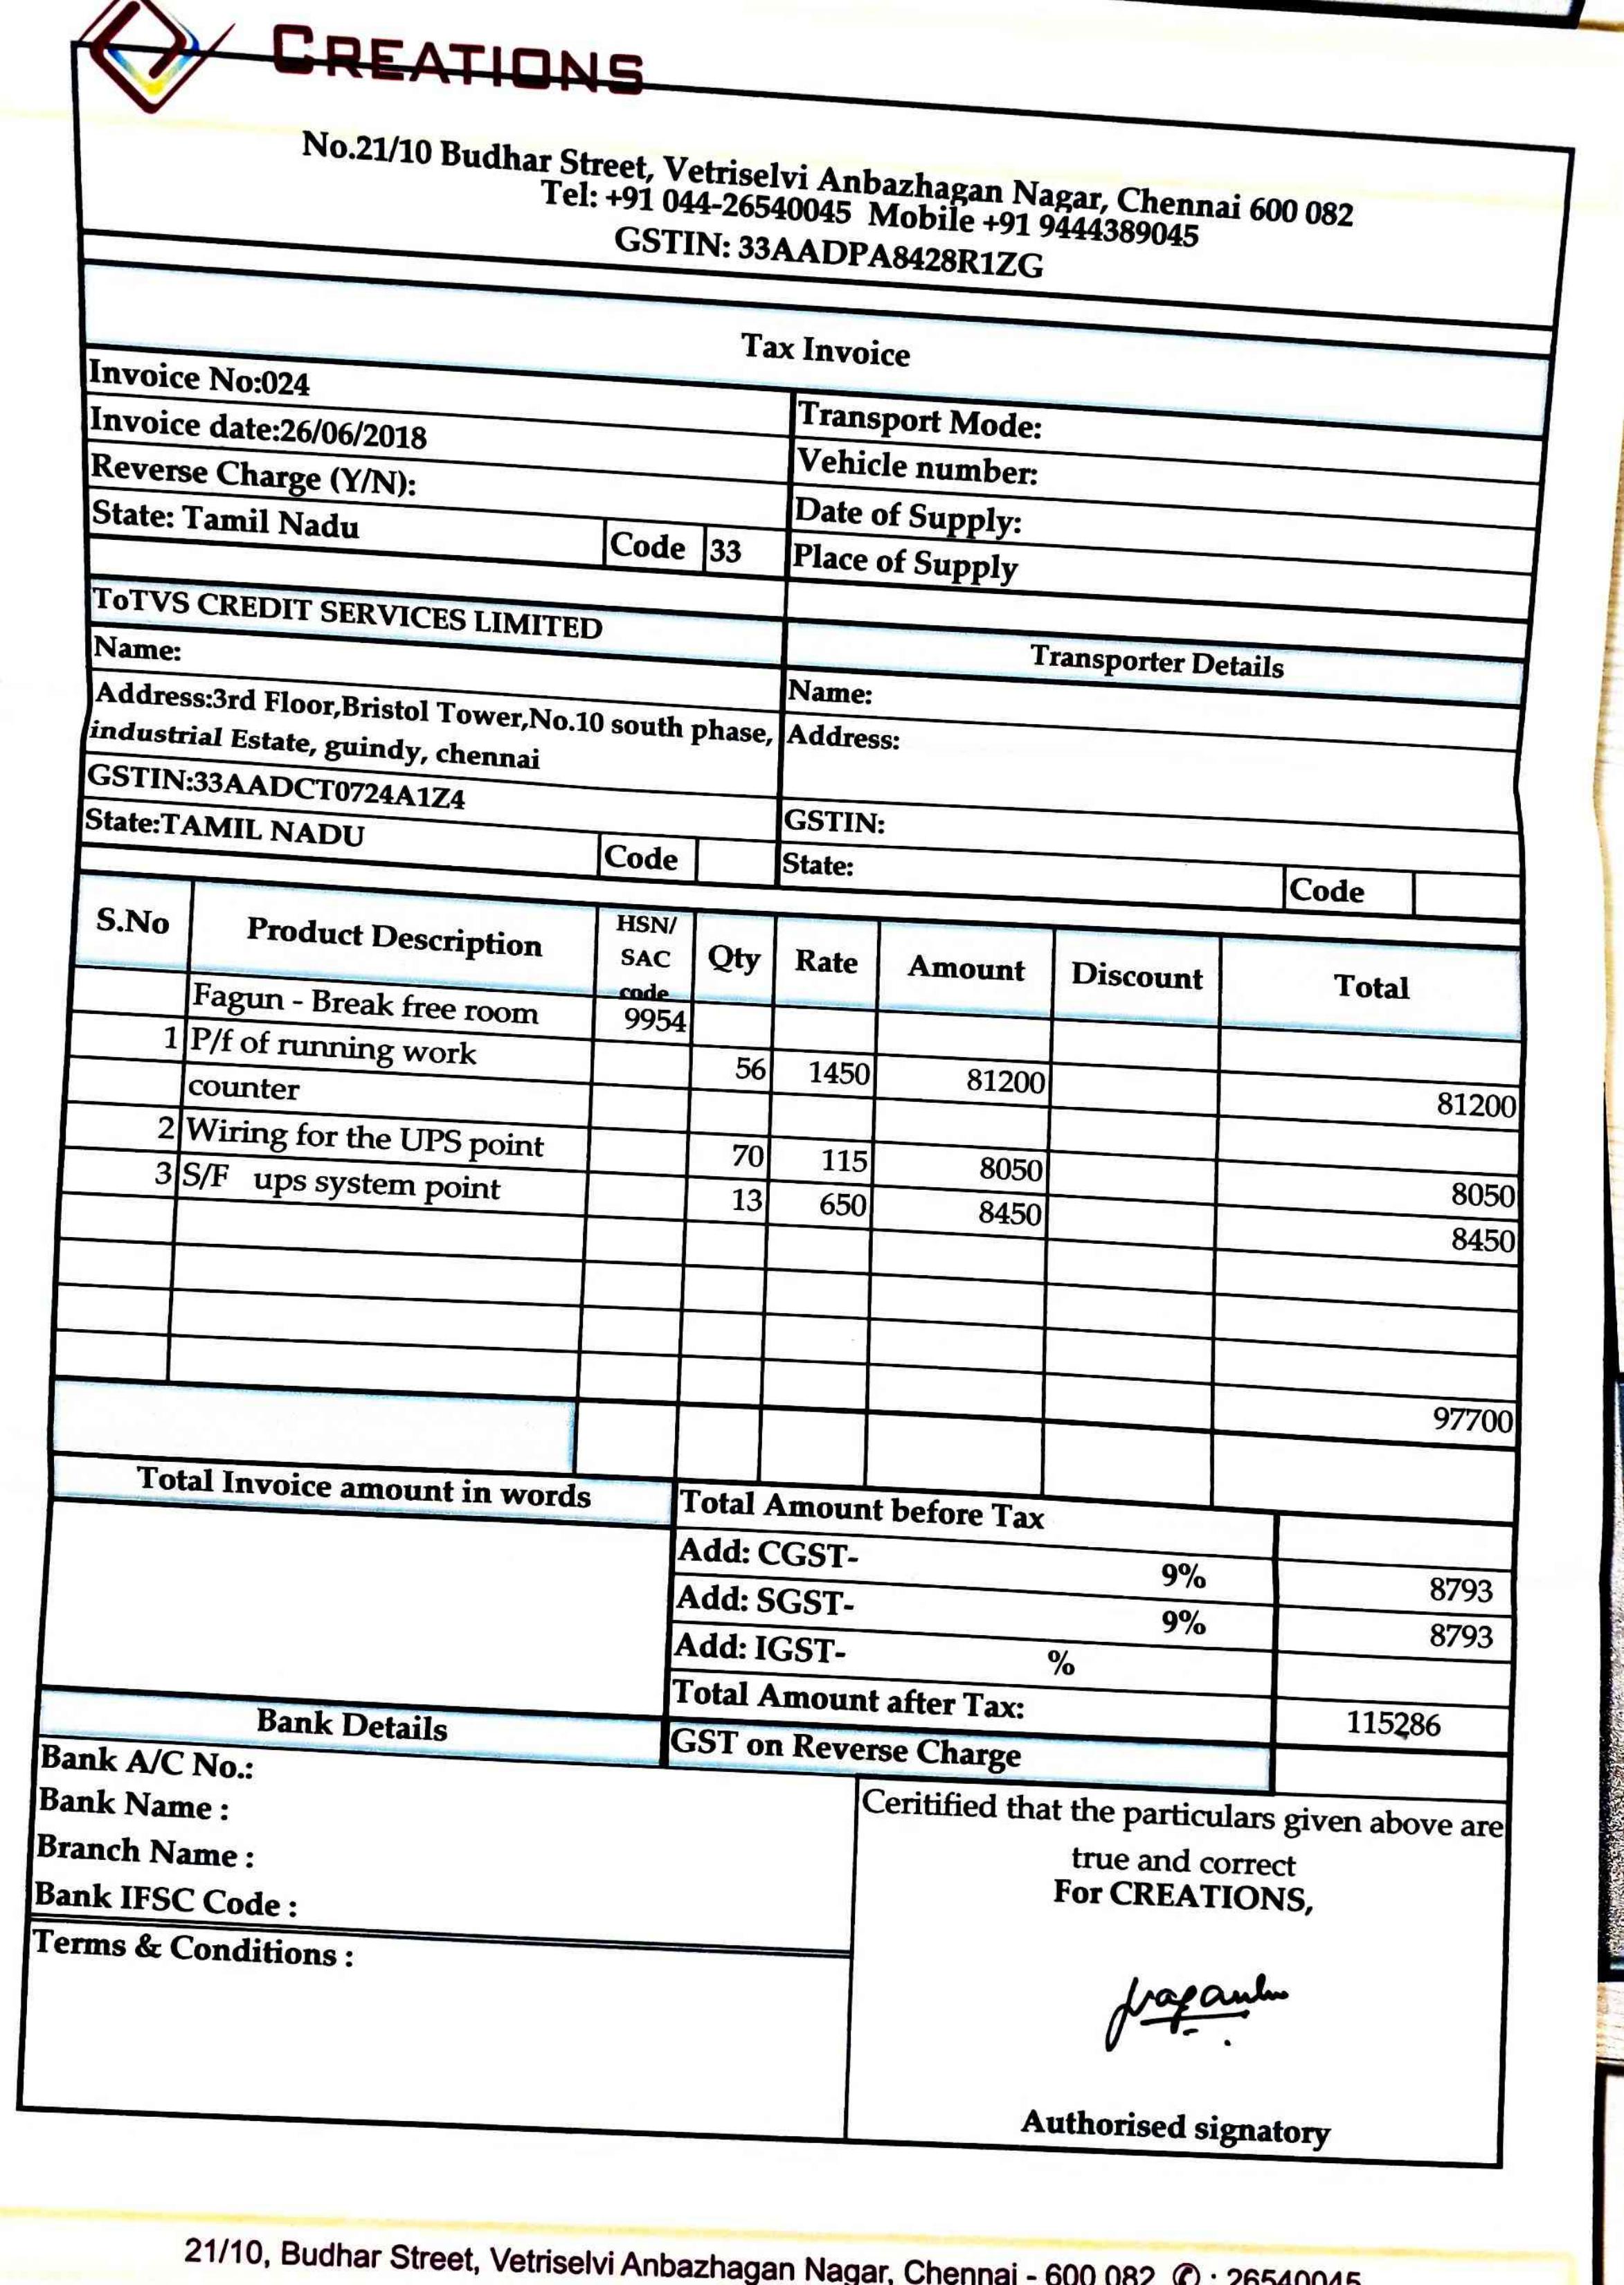 CREATIONS
No.21/10 Budhar Street, Vetriselvi Anbazhagan Nagar, Chennai 600 082
Tel: +91 044-26540045 Mobile +91 9444389045
GSTIN: 33AADPA8428R1ZG
Tax Invoice
Invoice No:024
Transport Mode:
Invoice date:26/06/2018
Vehicle number:
Reverse Charge (Y/N):
Date of Supply:
State: Tamil Nadu Code 33
Place of Supply
ToTVS CREDIT SERVICES LIMITED
Transporter Details
Name:
Name:
Address:3rd Floor,Bristol Tower,No.10 south phase,
industrial Estate, guindy, chennai
Address:
GSTIN:33AADCT0724A1Z4
GSTIN:
State:TAMIL NADU Code
State: Code
S.No Product Description HSN/ SAC code Qty Rate Amount Discount Total
Fagun - Break free room 9954
1 P/f of running work 56 1450 81200 81200
counter
2 Wiring for the UPS point 70 115 8050 8050
3 S/F ups system point 13 650 8450 8450
97700
Total Invoice amount in words
Total Amount before Tax
Add: CGST- 9% 8793
Add: SGST- 9% 8793
Add: IGST- %
Total Amount after Tax: 115286
Bank Details
GST on Reverse Charge
Bank A/C No.:
Bank Name :
Branch Name :
Bank IFSC Code :
Terms & Conditions :
Ceritified that the particulars given above are
true and correct
For CREATIONS,
Authorised signatory
21/10, Budhar Street, Vetriselvi Anbazhagan Nagar, Chennai - 600 082 ✆ : 26540045